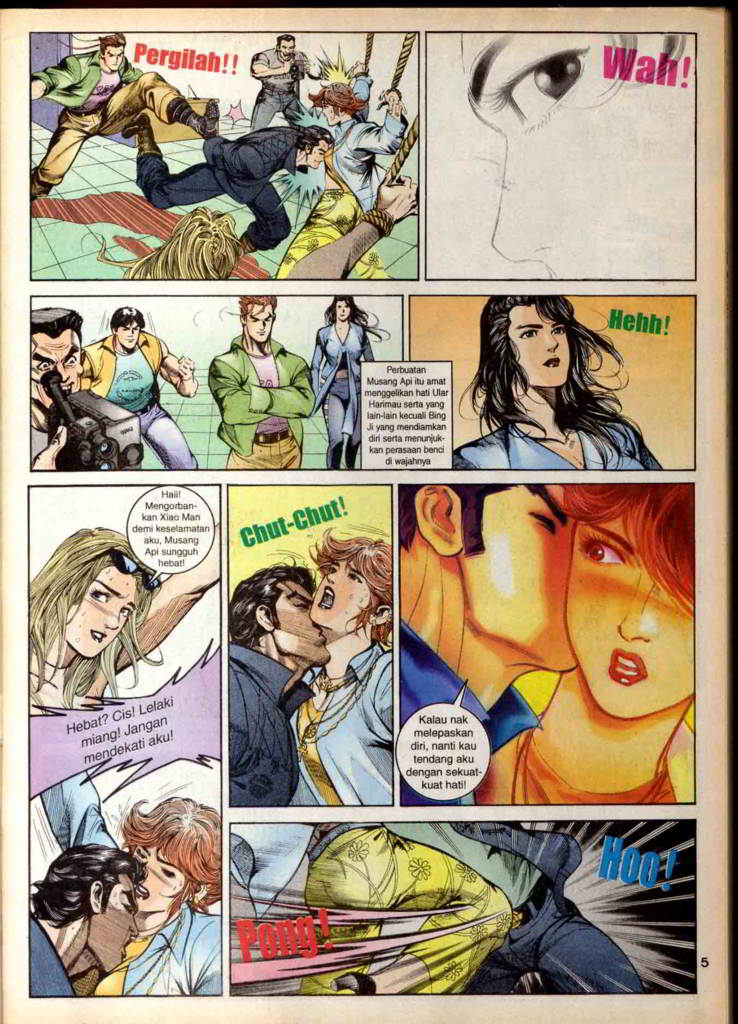 Pergilah!!
Wah!
Perbuatan
Musang Api itu amat
menggelikan hati Ular
Harimau serta yang
lain-lain kecuali Bing
Ji yang mendiamkan
diri serta menunjuk-
kan perasaan benci
di wajahnya
Hehh!
Haii!
Mengorban-
kan Xiao Man
demi keselamatan
aku, Musang
Api sungguh
hebat!
Hebat? Cis! Lelaki
miang! Jangan
mendekati aku!
Chut-Chut!
Kalau nak
melepaskan
diri, nanti kau
tendang aku
dengan sekuat-
kuat hati!
Pong!
Hoo!
5